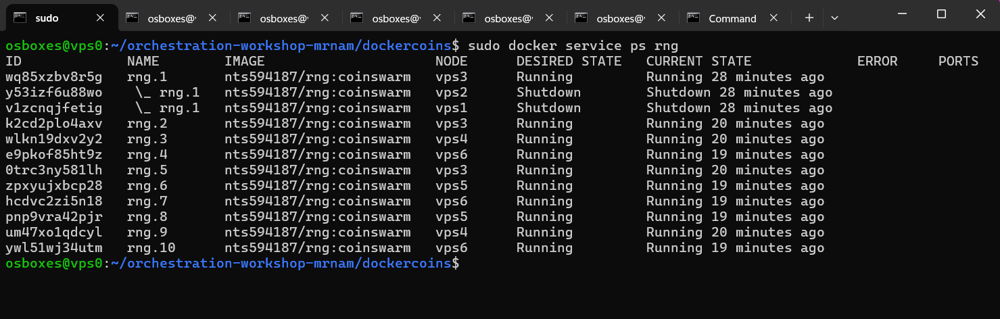 sudo osboxes@ osboxes@ osboxes@ osboxes@ osboxes@ Command
osboxes@vps0:~/orchestration-workshop-mrnam/dockercoins$ sudo docker service ps rng
ID NAME IMAGE NODE DESIRED STATE CURRENT STATE ERROR PORTS
wq85xzbv8r5g rng.1 nts594187/rng:coinswarm vps3 Running Running 28 minutes ago
y53izf6u88wo \_ rng.1 nts594187/rng:coinswarm vps2 Shutdown Shutdown 28 minutes ago
v1zcnqjfetig \_ rng.1 nts594187/rng:coinswarm vps1 Shutdown Shutdown 28 minutes ago
k2cd2plo4axv rng.2 nts594187/rng:coinswarm vps3 Running Running 20 minutes ago
wlkn19dxv2y2 rng.3 nts594187/rng:coinswarm vps4 Running Running 20 minutes ago
e9pkof85ht9z rng.4 nts594187/rng:coinswarm vps6 Running Running 19 minutes ago
0trc3ny581lh rng.5 nts594187/rng:coinswarm vps3 Running Running 20 minutes ago
zpxyujxbcp28 rng.6 nts594187/rng:coinswarm vps5 Running Running 19 minutes ago
hcdvc2zi5n18 rng.7 nts594187/rng:coinswarm vps6 Running Running 19 minutes ago
pnp9vra42pjr rng.8 nts594187/rng:coinswarm vps5 Running Running 19 minutes ago
um47xo1qdcyl rng.9 nts594187/rng:coinswarm vps4 Running Running 20 minutes ago
ywl51wj34utm rng.10 nts594187/rng:coinswarm vps6 Running Running 19 minutes ago
osboxes@vps0:~/orchestration-workshop-mrnam/dockercoins$